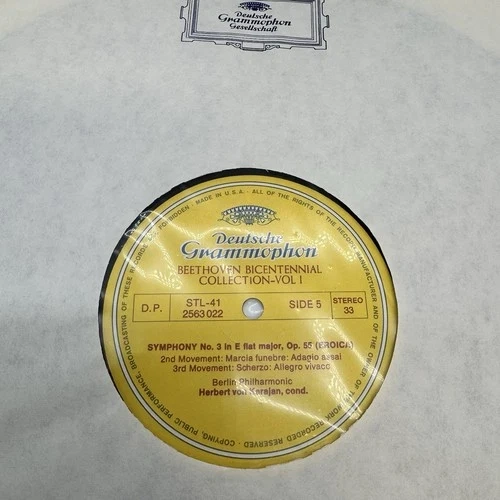 Deutsche
Grammophon
Gesellschaft
MADE IN U.S.A. · ALL OF THE RIGHTS OF THE RECORD MANUFACTURER AND OF THE OWNER OF THE WORK RECORDED RESERVED · COPYING, PUBLIC PERFORMANCE, BROADCASTING OF THESE RECORDS FORBIDDEN
Deutsche
Grammophon
BEETHOVEN BICENTENNIAL
COLLECTION-VOL I
D.P.
STL-41
2563 022
SIDE 5
STEREO
33
SYMPHONY No. 3 in E flat major, Op. 55 (EROICA)
2nd Movement: Marcia funebre: Adagio assai
3rd Movement: Scherzo: Allegro vivace
Berlin Philharmonic
Herbert von Karajan, cond.